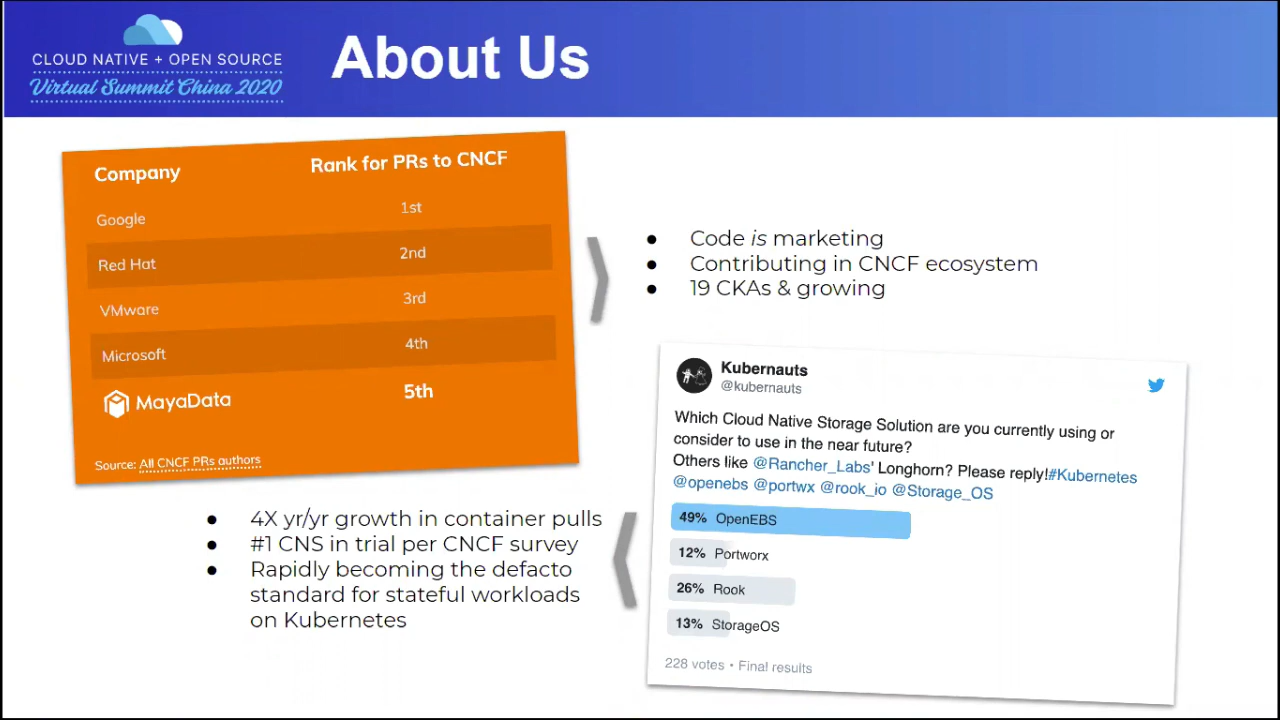 CLOUD NATIVE + OPEN SOURCE
Virtual Summit China 2020
About Us
Company Rank for PRs to CNCF
Google 1st
Red Hat 2nd
VMware 3rd
Microsoft 4th
MayaData 5th
Source: All CNCF PRs authors
● Code is marketing
● Contributing in CNCF ecosystem
● 19 CKAs & growing
● 4X yr/yr growth in container pulls
● #1 CNS in trial per CNCF survey
● Rapidly becoming the defacto
standard for stateful workloads
on Kubernetes
Kubernauts
@kubernauts
Which Cloud Native Storage Solution are you currently using or
consider to use in the near future?
Others like @Rancher_Labs' Longhorn? Please reply!#Kubernetes
@openebs @portwx @rook_io @Storage_OS
49% OpenEBS
12% Portworx
26% Rook
13% StorageOS
228 votes • Final results